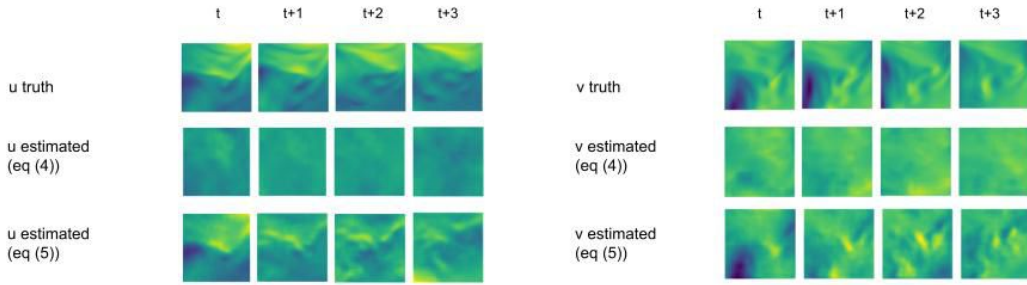 t t+1 t+2 t+3
u truth
u estimated
(eq (4))
u estimated
(eq (5))
t t+1 t+2 t+3
v truth
v estimated
(eq (4))
v estimated
(eq (5))